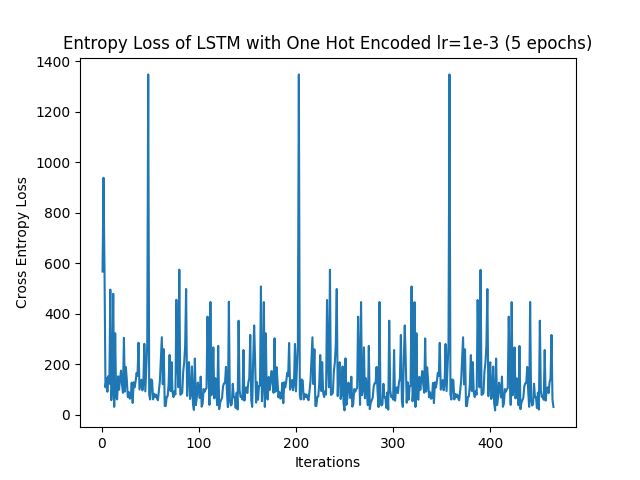 Entropy Loss of LSTM with One Hot Encoded lr=1e-3 (5 epochs)
1400
1200
1000
800
600
400
200
0
Cross Entropy Loss
0 100 200 300 400
Iterations